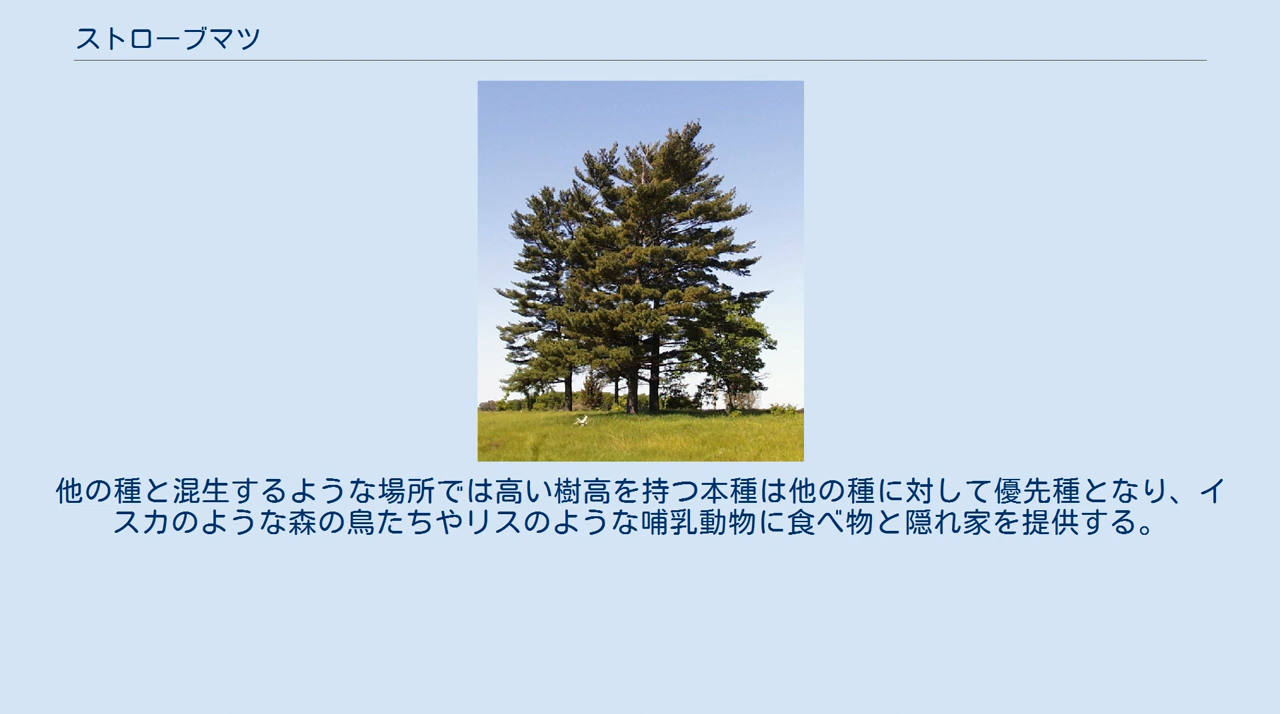 ストローブマツ
他の種と混生するような場所では高い樹高を持つ本種は他の種に対して優先種となり、イ
スカのような森の鳥たちやリスのような哺乳動物に食べ物と隠れ家を提供する。